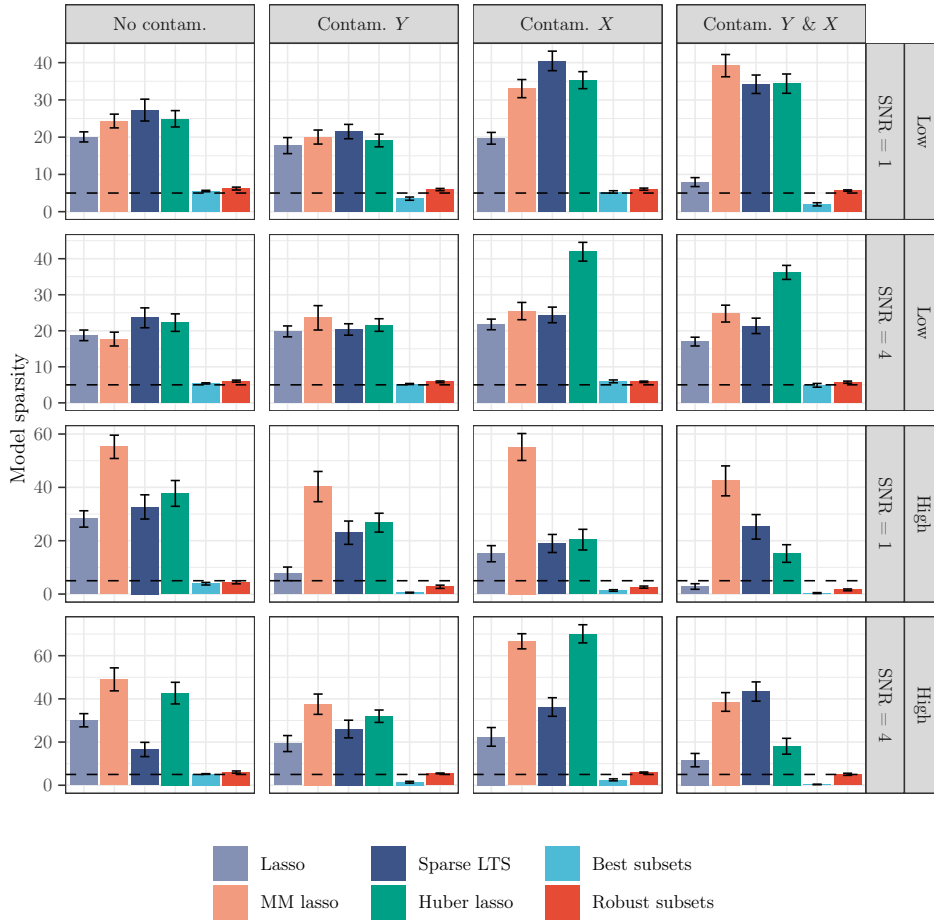 No contam.
Contam. Y
Contam. X
Contam. Y & X
Model sparsity
40
30
20
10
0
SNR = 1
Low
40
30
20
10
0
SNR = 4
Low
60
40
20
0
SNR = 1
High
60
40
20
0
SNR = 4
High
Lasso
Sparse LTS
Best subsets
MM lasso
Huber lasso
Robust subsets